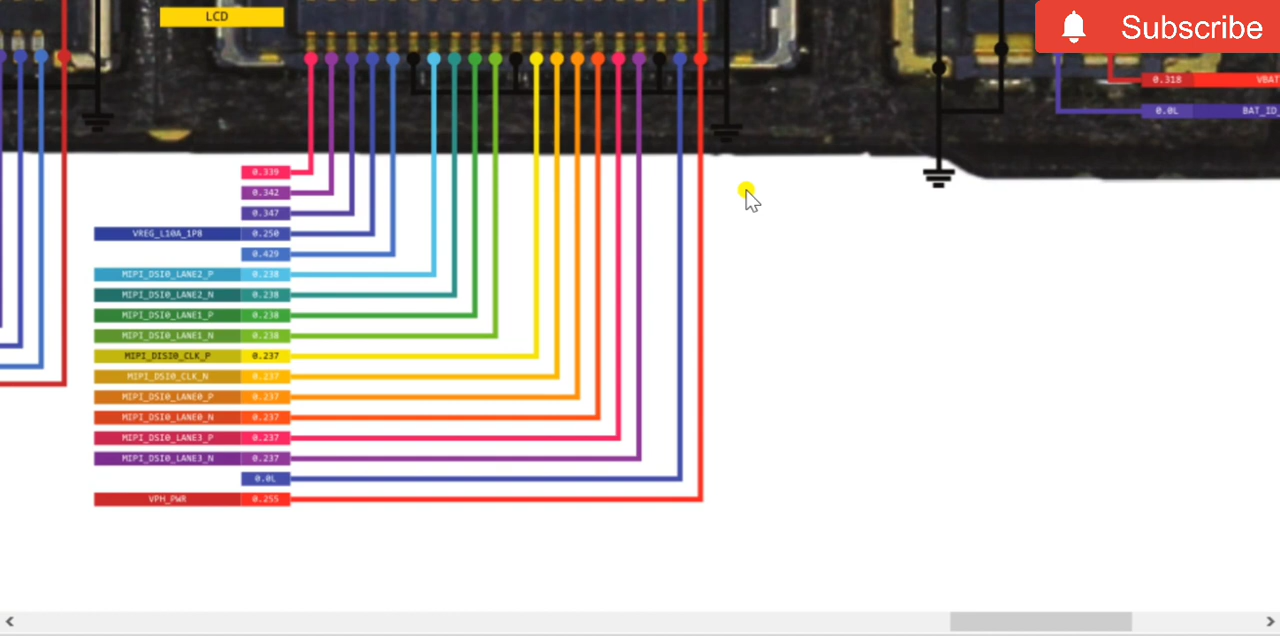 LCD
Subscribe
0.318 VBAT
0.0L BAT_ID_
0.339
0.342
0.347
VREG_L10A_1P8 0.250
0.429
MIPI_DSI0_LANE2_P 0.238
MIPI_DSI0_LANE2_N 0.238
MIPI_DSI0_LANE1_P 0.238
MIPI_DSI0_LANE1_N 0.238
MIPI_DISI0_CLK_P 0.237
MIPI_DSI0_CLK_N 0.237
MIPI_DSI0_LANE0_P 0.237
MIPI_DSI0_LANE0_N 0.237
MIPI_DSI0_LANE3_P 0.237
MIPI_DSI0_LANE3_N 0.237
0.0L
VPH_PWR 0.255